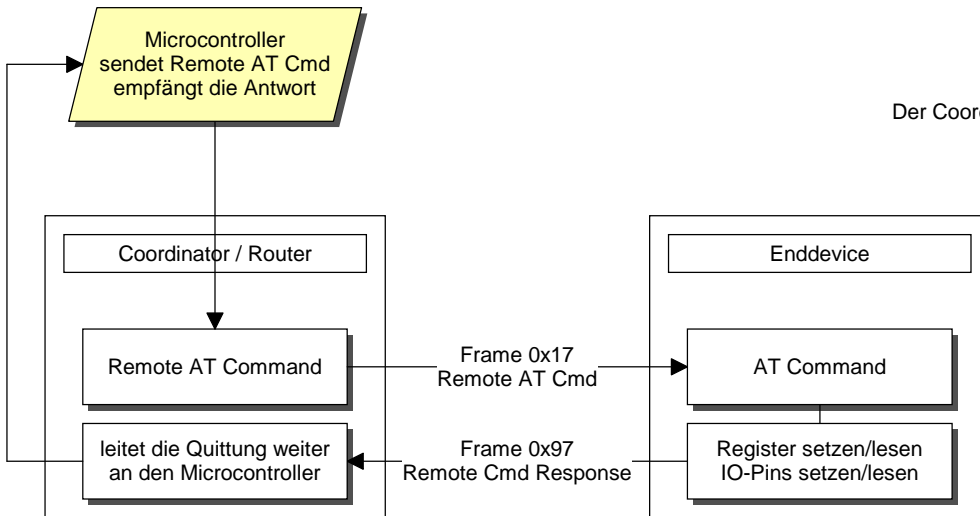 Microcontroller
sendet Remote AT Cmd
empfängt die Antwort
Der
Coordinator / Router
Enddevice
Remote AT Command
Frame 0x17
Remote AT Cmd
AT Command
leitet die Quittung weiter
an den Microcontroller
Frame 0x97
Remote Cmd Response
Register setzen/lesen
IO-Pins setzen/lesen